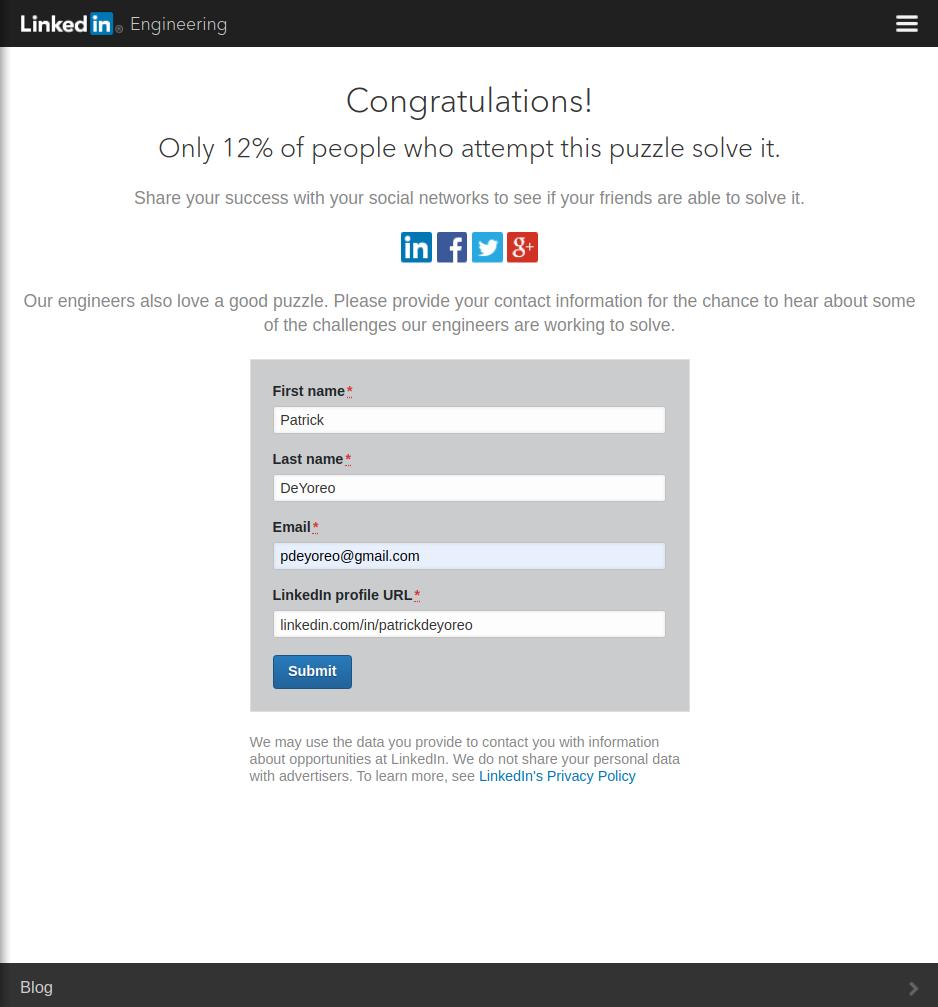 Linked in ® Engineering
Congratulations!
Only 12% of people who attempt this puzzle solve it.
Share your success with your social networks to see if your friends are able to solve it.
in f g+
Our engineers also love a good puzzle. Please provide your contact information for the chance to hear about some
of the challenges our engineers are working to solve.
First name*
Patrick
Last name*
DeYoreo
Email*
pdeyoreo@gmail.com
LinkedIn profile URL*
linkedin.com/in/patrickdeyoreo
Submit
We may use the data you provide to contact you with information
about opportunities at LinkedIn. We do not share your personal data
with advertisers. To learn more, see LinkedIn's Privacy Policy
Blog